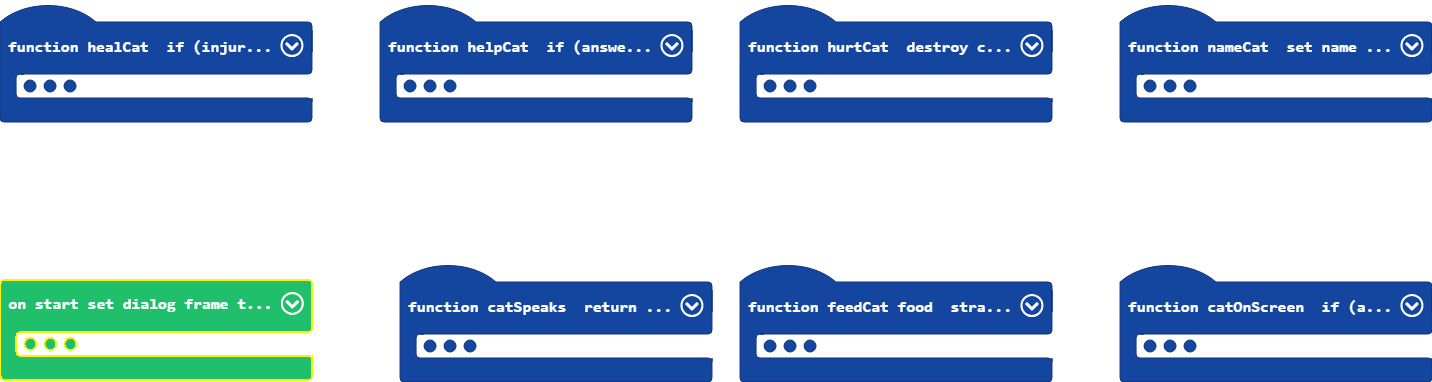 function healCat  if (injur...
function helpCat  if (answe...
function hurtCat  destroy c...
function nameCat  set name ...
on start set dialog frame t...
function catSpeaks  return ...
function feedCat food  stra...
function catOnScreen  if (a...